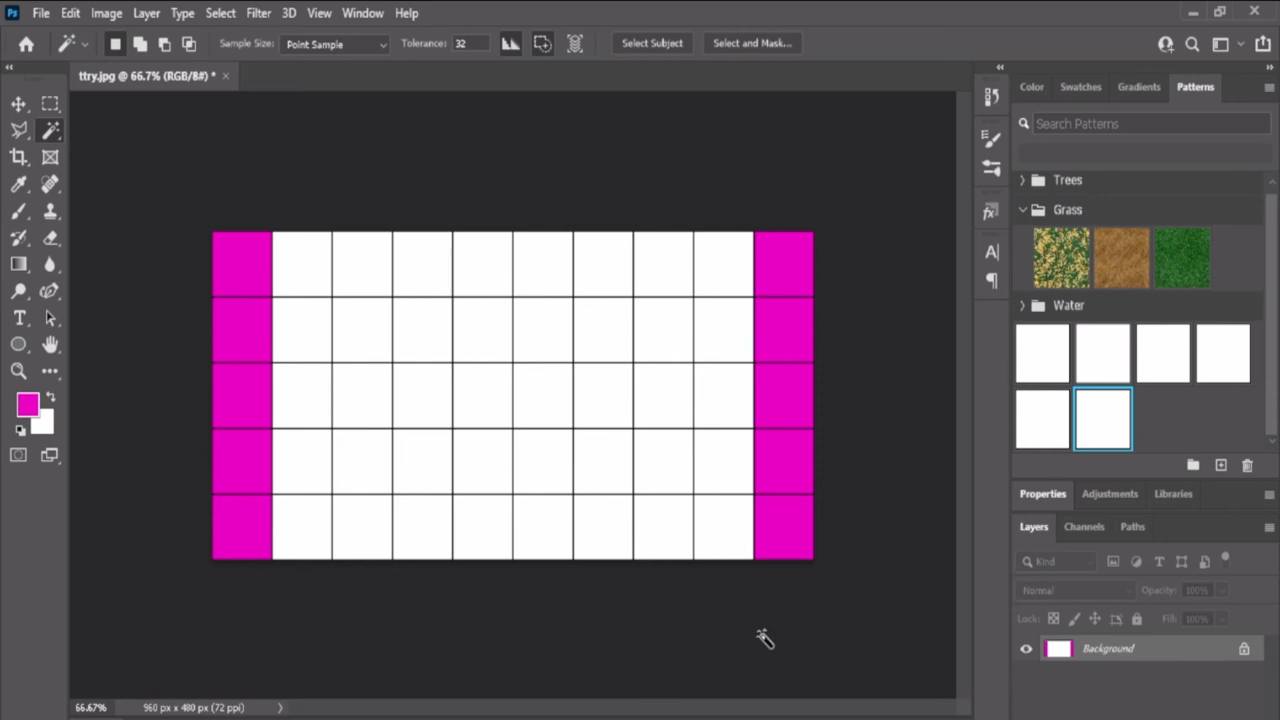 Ps File Edit Image Layer Type Select Filter 3D View Window Help
Sample Size: Point Sample Tolerance: 32 Select Subject Select and Mask...
ttry.jpg @ 66.7% (RGB/8#) * ×
Color Swatches Gradients Patterns
Search Patterns
Trees
Grass
Water
Properties Adjustments Libraries
Layers Channels Paths
Kind
Normal Opacity: 100%
Lock: Fill: 100%
Background
66.67% 960 px x 480 px (72 ppi)